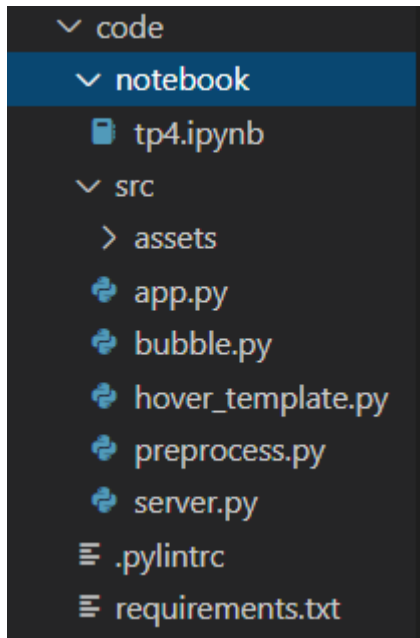 code
notebook
tp4.ipynb
src
assets
app.py
bubble.py
hover_template.py
preprocess.py
server.py
.pylintrc
requirements.txt